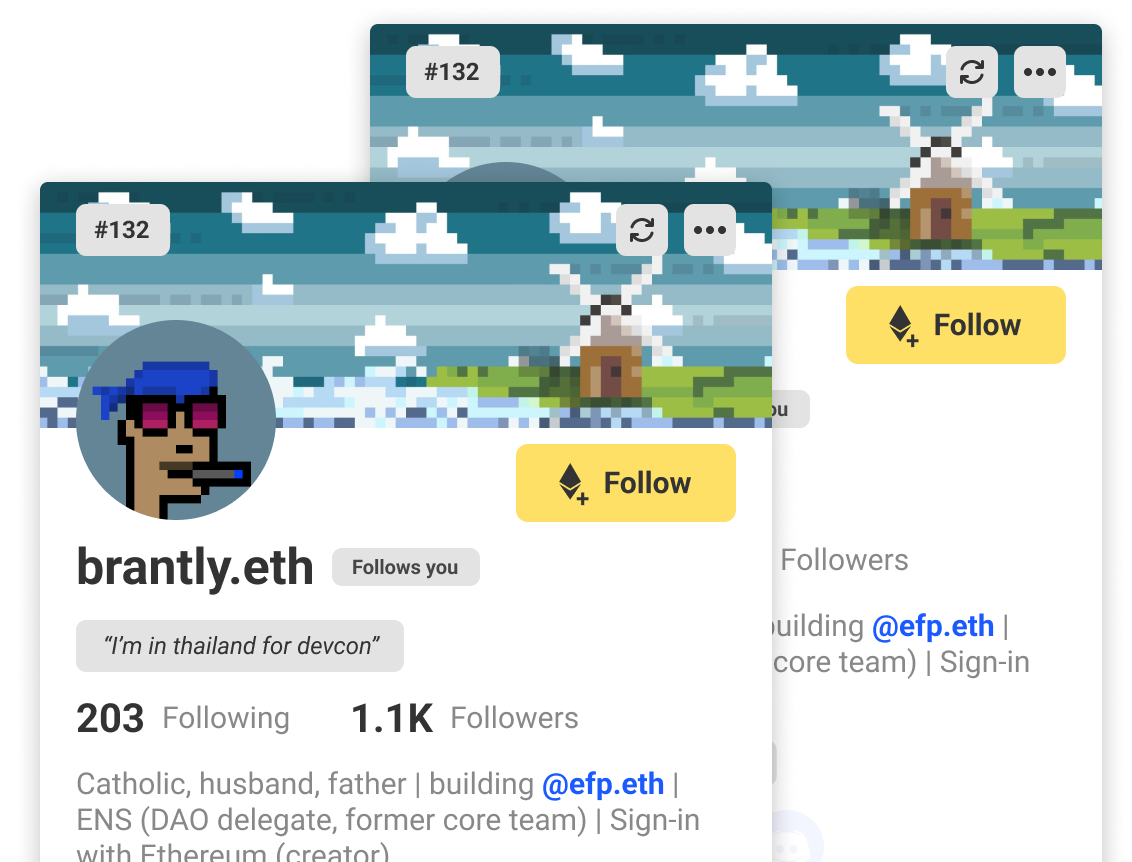 #132
#132
Follow
Follow
brantly.eth Follows you
“I’m in thailand for devcon”
203 Following 1.1K Followers
Followers
Catholic, husband, father | building @efp.eth |
ENS (DAO delegate, former core team) | Sign-in
with Ethereum (creator)
@efp.eth |
core team) | Sign-in